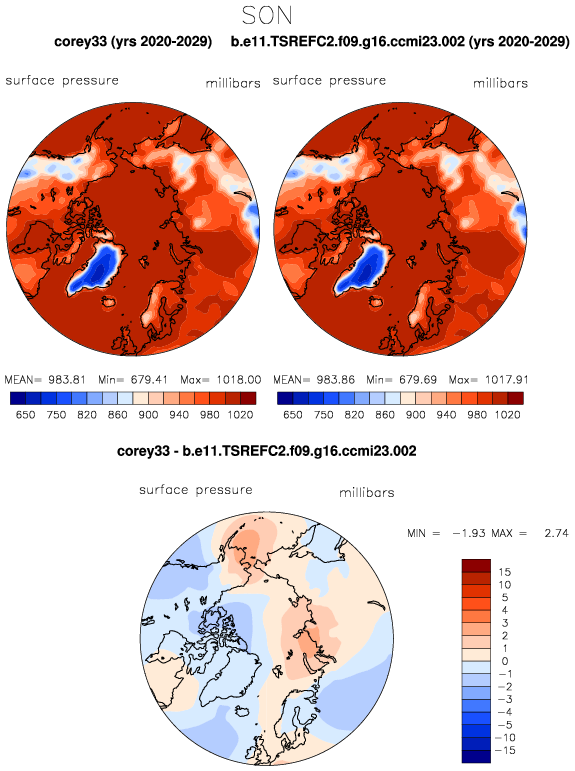 SON
corey33 (yrs 2020-2029) b.e11.TSREFC2.f09.g16.ccmi23.002 (yrs 2020-2029)
surface pressure millibars surface pressure millibars
MEAN= 983.81 Min= 679.41 Max= 1018.00 MEAN= 983.86 Min= 679.69 Max= 1017.91
650 750 820 860 900 940 980 1020 650 750 820 860 900 940 980 1020
corey33 - b.e11.TSREFC2.f09.g16.ccmi23.002
surface pressure millibars
MIN = -1.93 MAX = 2.74
15
10
5
4
3
2
1
0
-1
-2
-3
-4
-5
-10
-15